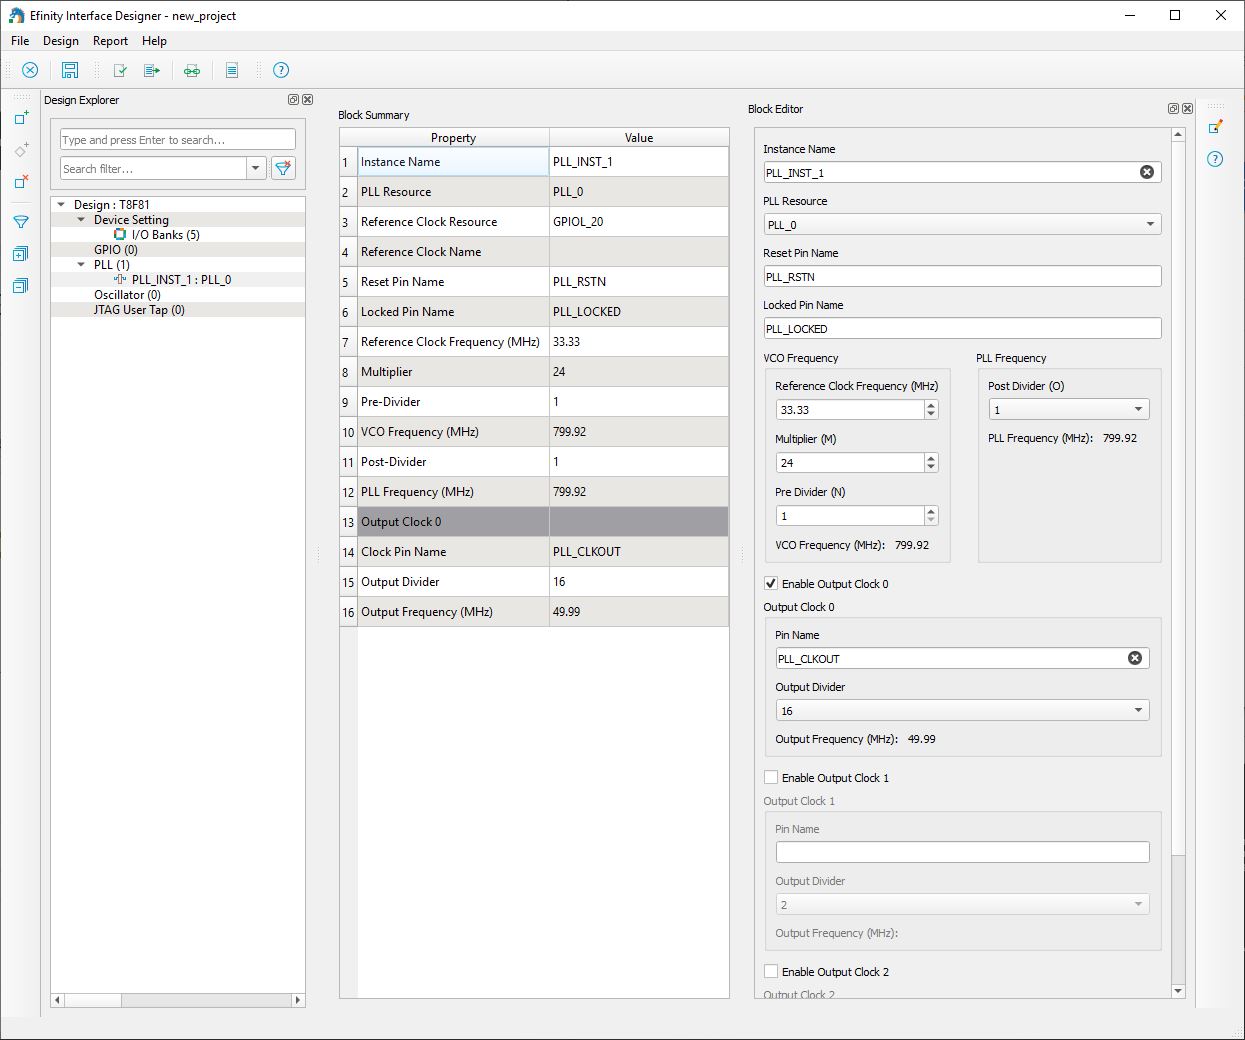 Efinity Interface Designer - new_project
File Design Report Help
Design Explorer
Type and press Enter to search...
Search filter...
Design : T8F81
Device Setting
I/O Banks (5)
GPIO (0)
PLL (1)
PLL_INST_1 : PLL_0
Oscillator (0)
JTAG User Tap (0)
Block Summary
Property Value
1 Instance Name PLL_INST_1
2 PLL Resource PLL_0
3 Reference Clock Resource GPIOL_20
4 Reference Clock Name
5 Reset Pin Name PLL_RSTN
6 Locked Pin Name PLL_LOCKED
7 Reference Clock Frequency (MHz) 33.33
8 Multiplier 24
9 Pre-Divider 1
10 VCO Frequency (MHz) 799.92
11 Post-Divider 1
12 PLL Frequency (MHz) 799.92
13 Output Clock 0
14 Clock Pin Name PLL_CLKOUT
15 Output Divider 16
16 Output Frequency (MHz) 49.99
Block Editor
Instance Name
PLL_INST_1
PLL Resource
PLL_0
Reset Pin Name
PLL_RSTN
Locked Pin Name
PLL_LOCKED
VCO Frequency
Reference Clock Frequency (MHz)
33.33
Multiplier (M)
24
Pre Divider (N)
1
VCO Frequency (MHz): 799.92
PLL Frequency
Post Divider (O)
1
PLL Frequency (MHz): 799.92
Enable Output Clock 0
Output Clock 0
Pin Name
PLL_CLKOUT
Output Divider
16
Output Frequency (MHz): 49.99
Enable Output Clock 1
Output Clock 1
Pin Name
Output Divider
2
Output Frequency (MHz):
Enable Output Clock 2
Output Clock 2